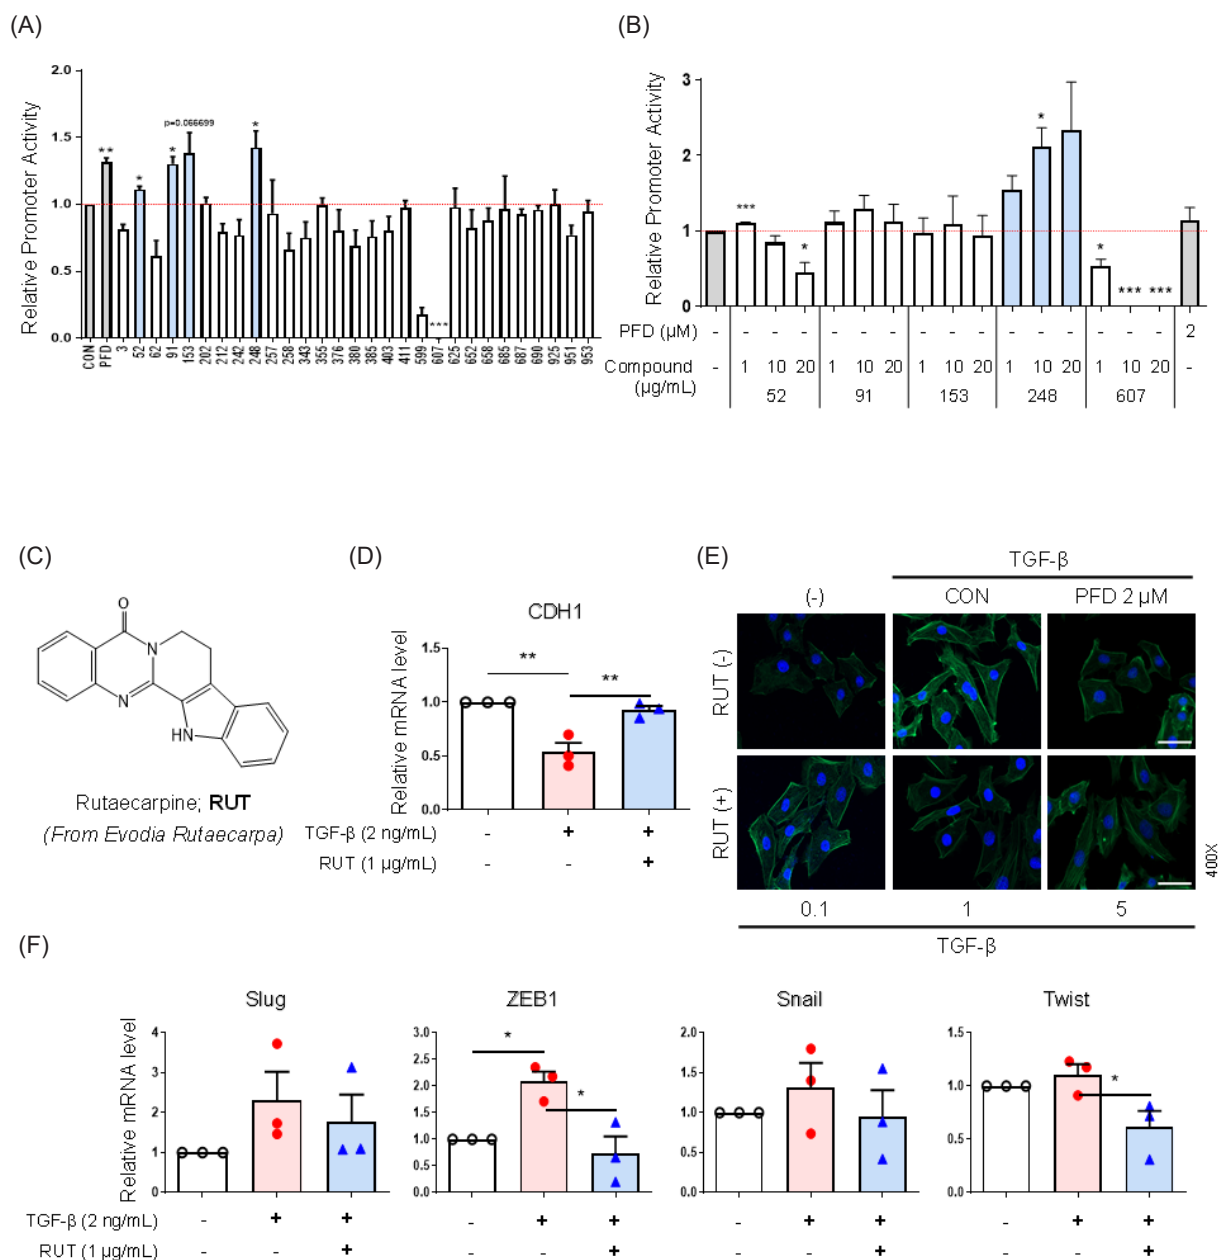 (A)
Relative Promoter Activity
2.0
1.5
1.0
0.5
0.0
** * * p=0.066699 * ***
CON PFD 3 52 62 91 153 202 212 242 248 257 258 343 355 376 380 385 403 411 599 607 625 652 658 685 687 690 925 951 953
(B)
Relative Promoter Activity
3
2
1
0
*** * * * *** ***
PFD (µM) - - - - - - - - - - - - - - - - 2
Compound (µg/mL) - 1 10 20 1 10 20 1 10 20 1 10 20 1 10 20 -
52 91 153 248 607
(C)
O
N
N
HN
Rutaecarpine; RUT
(From Evodia Rutaecarpa)
(D)
CDH1
Relative mRNA level
1.5
1.0
0.5
0.0
** **
TGF-β (2 ng/mL) - + +
RUT (1 µg/mL) - - +
(E)
TGF-β
(-) CON PFD 2 µM
RUT (-)
RUT (+)
400X
0.1 1 5
TGF-β
(F)
Slug
Relative mRNA level
4
3
2
1
0
ZEB1
3.0
2.5
2.0
1.5
1.0
0.5
0.0
* *
Snail
2.0
1.5
1.0
0.5
0.0
Twist
1.5
1.0
0.5
0.0
*
TGF-β (2 ng/mL) - + + - + + - + + - + +
RUT (1 µg/mL) - - + - - + - - + - - +